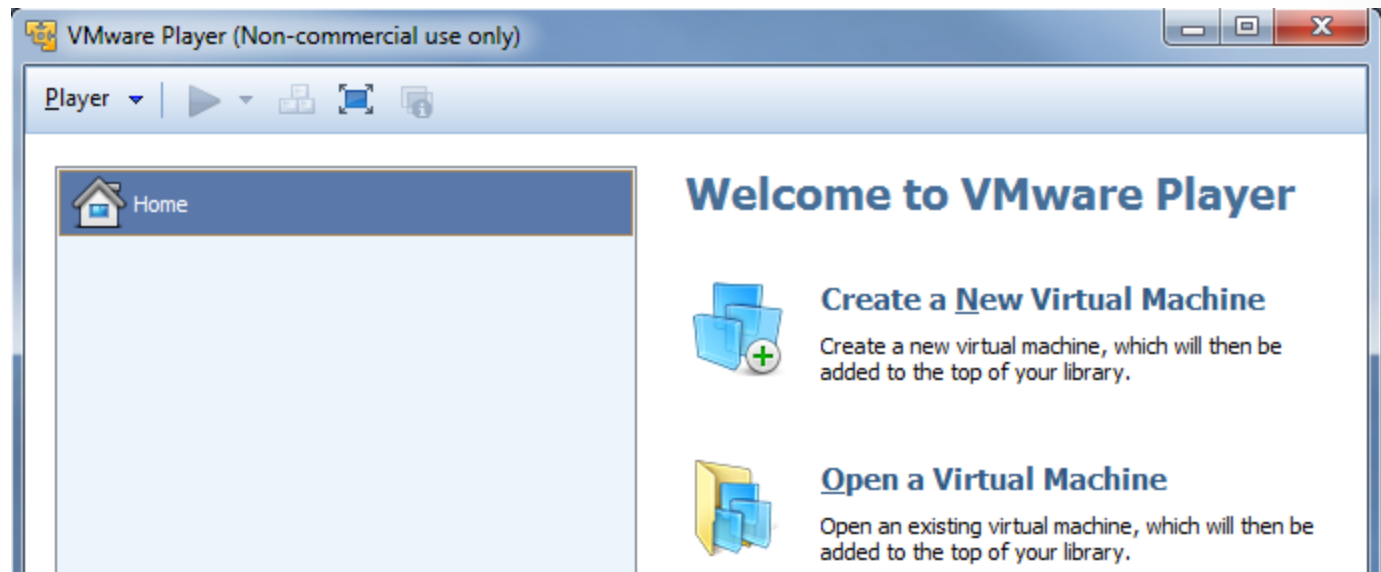 VMware Player (Non-commercial use only)
Player
Home
Welcome to VMware Player
Create a New Virtual Machine
Create a new virtual machine, which will then be
added to the top of your library.
Open a Virtual Machine
Open an existing virtual machine, which will then be
added to the top of your library.